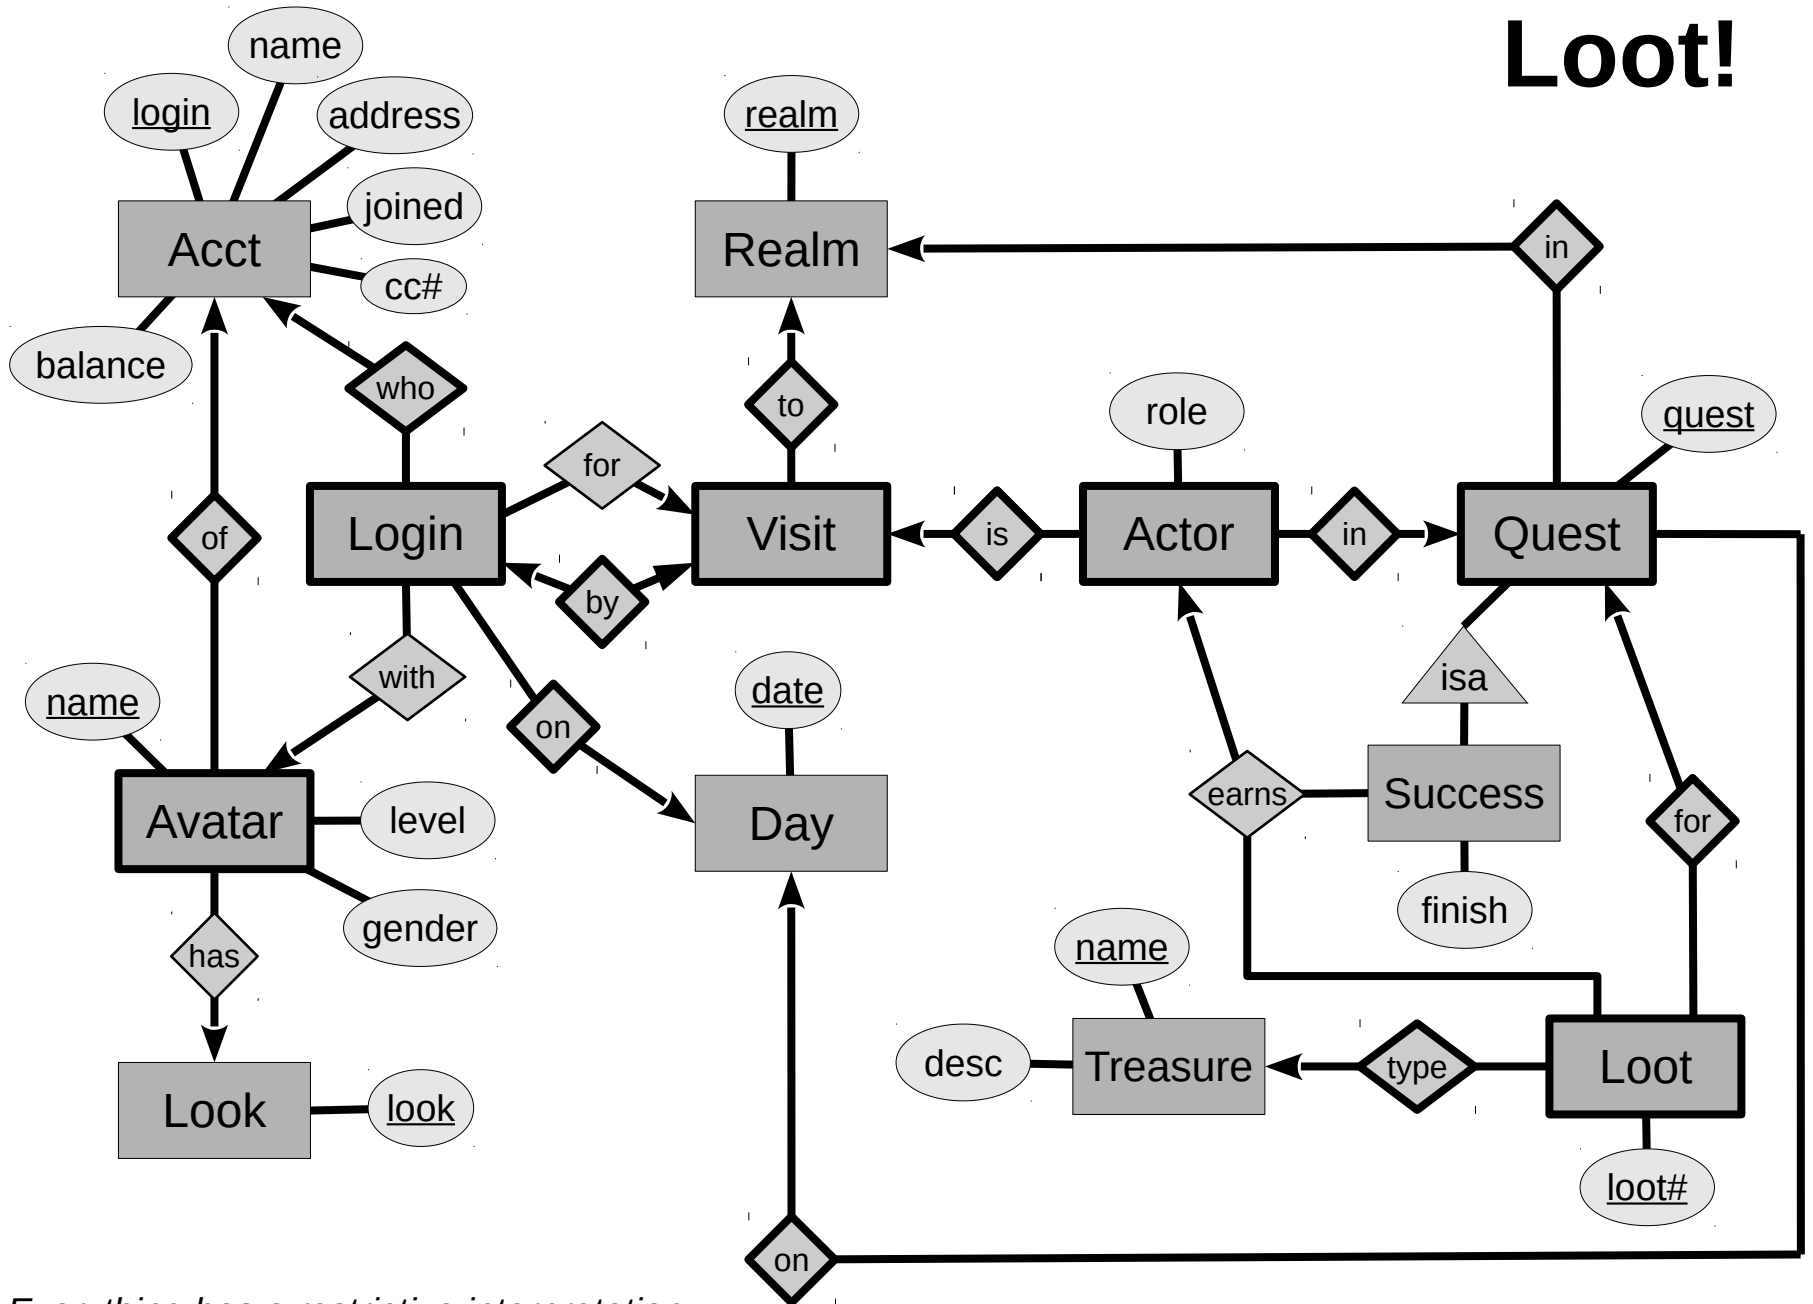 Loot!
name
login
address
realm
joined
Acct
Realm
in
cc#
balance
who
to
role
quest
for
of
Login
Visit
is
Actor
in
Quest
by
with
isa
name
date
on
earns
Success
for
Avatar
level
Day
finish
gender
name
has
desc
Treasure
type
Loot
Look
look
loot#
on